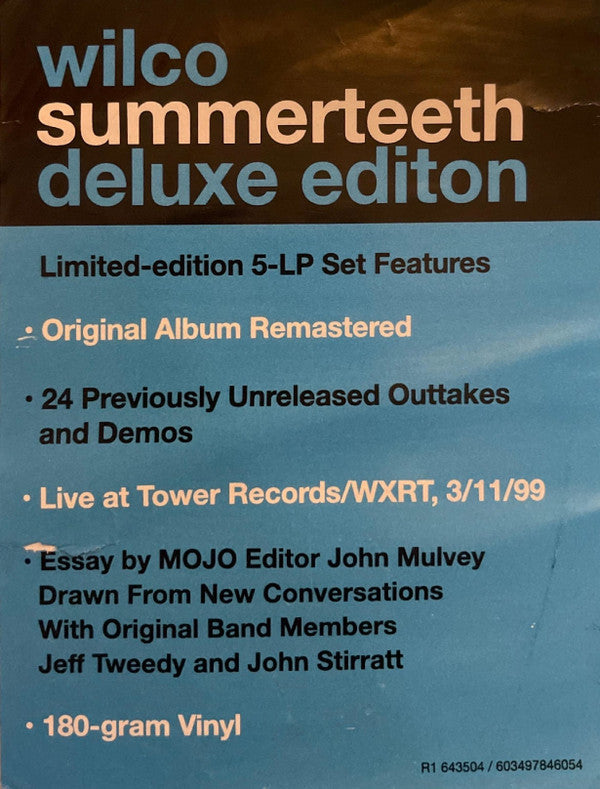 wilco
summerteeth
deluxe editon
Limited-edition 5-LP Set Features
• Original Album Remastered
• 24 Previously Unreleased Outtakes
and Demos
• Live at Tower Records/WXRT, 3/11/99
• Essay by MOJO Editor John Mulvey
Drawn From New Conversations
With Original Band Members
Jeff Tweedy and John Stirratt
• 180-gram Vinyl
R1 643504 / 603497846054